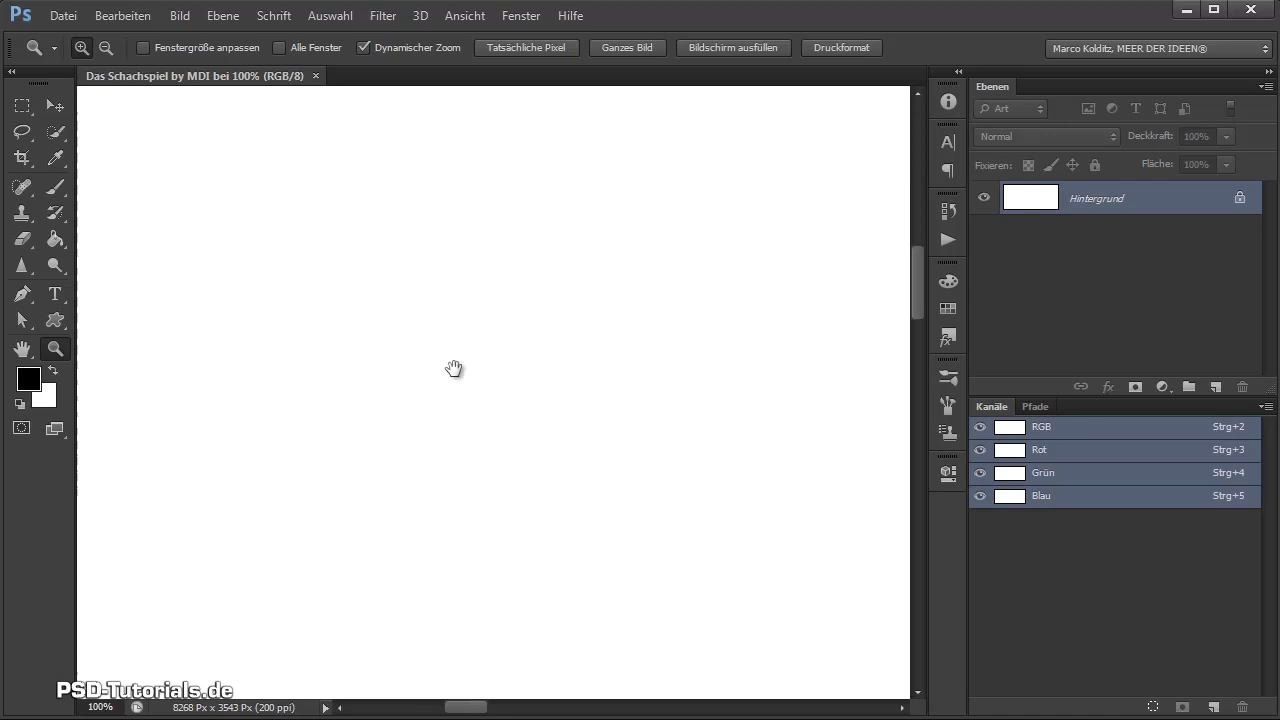 Ps Datei Bearbeiten Bild Ebene Schrift Auswahl Filter 3D Ansicht Fenster Hilfe
Fenstergröße anpassen Alle Fenster Dynamischer Zoom Tatsächliche Pixel Ganzes Bild Bildschirm ausfüllen Druckformat Marco Kolditz, MEER DER IDEEN®
Das Schachspiel by MDI bei 100% (RGB/8) ×
Ebenen
Art
Normal Deckkraft: 100%
Fixieren: Fläche: 100%
Hintergrund
Kanäle Pfade
RGB Strg+2
Rot Strg+3
Grün Strg+4
Blau Strg+5
PSD-Tutorials.de
100% 8268 Px x 3543 Px (200 ppi)